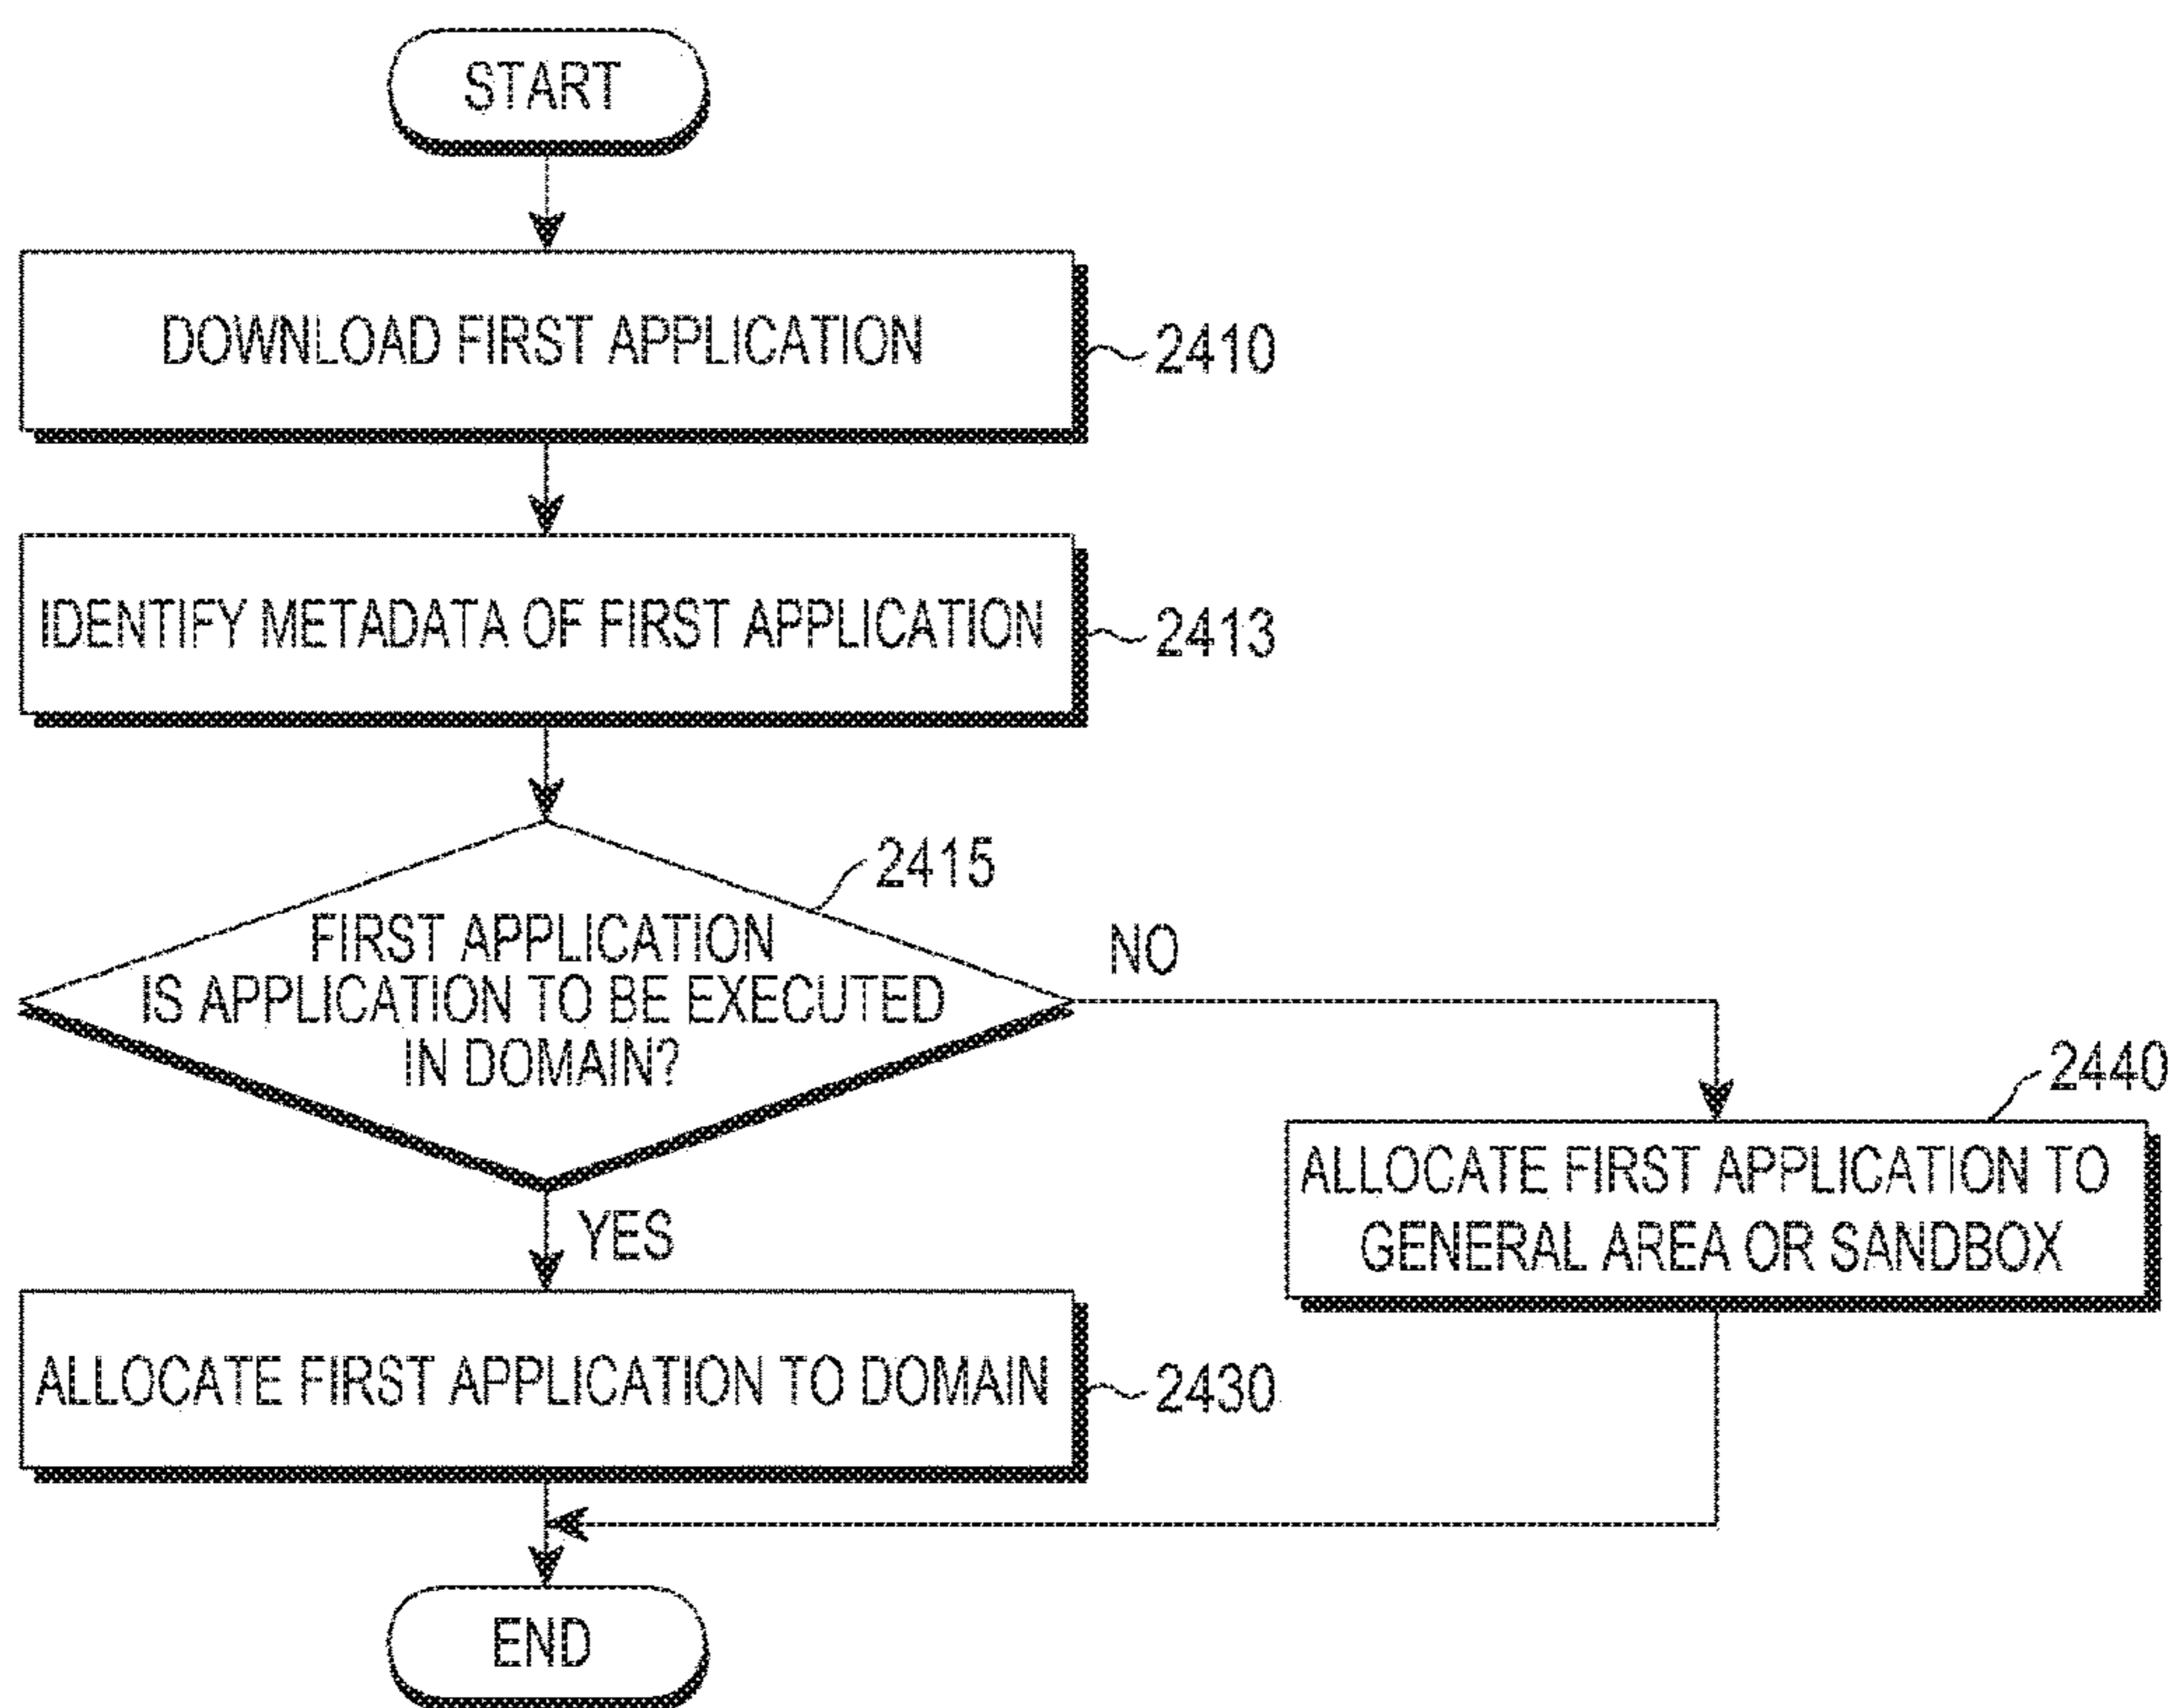 START
DOWNLOAD FIRST APPLICATION
2410
IDENTIFY METADATA OF FIRST APPLICATION
2413
2415
FIRST APPLICATION
IS APPLICATION TO BE EXECUTED
IN DOMAIN?
NO
2440
ALLOCATE FIRST APPLICATION TO
GENERAL AREA OR SANDBOX
YES
ALLOCATE FIRST APPLICATION TO DOMAIN
2430
END